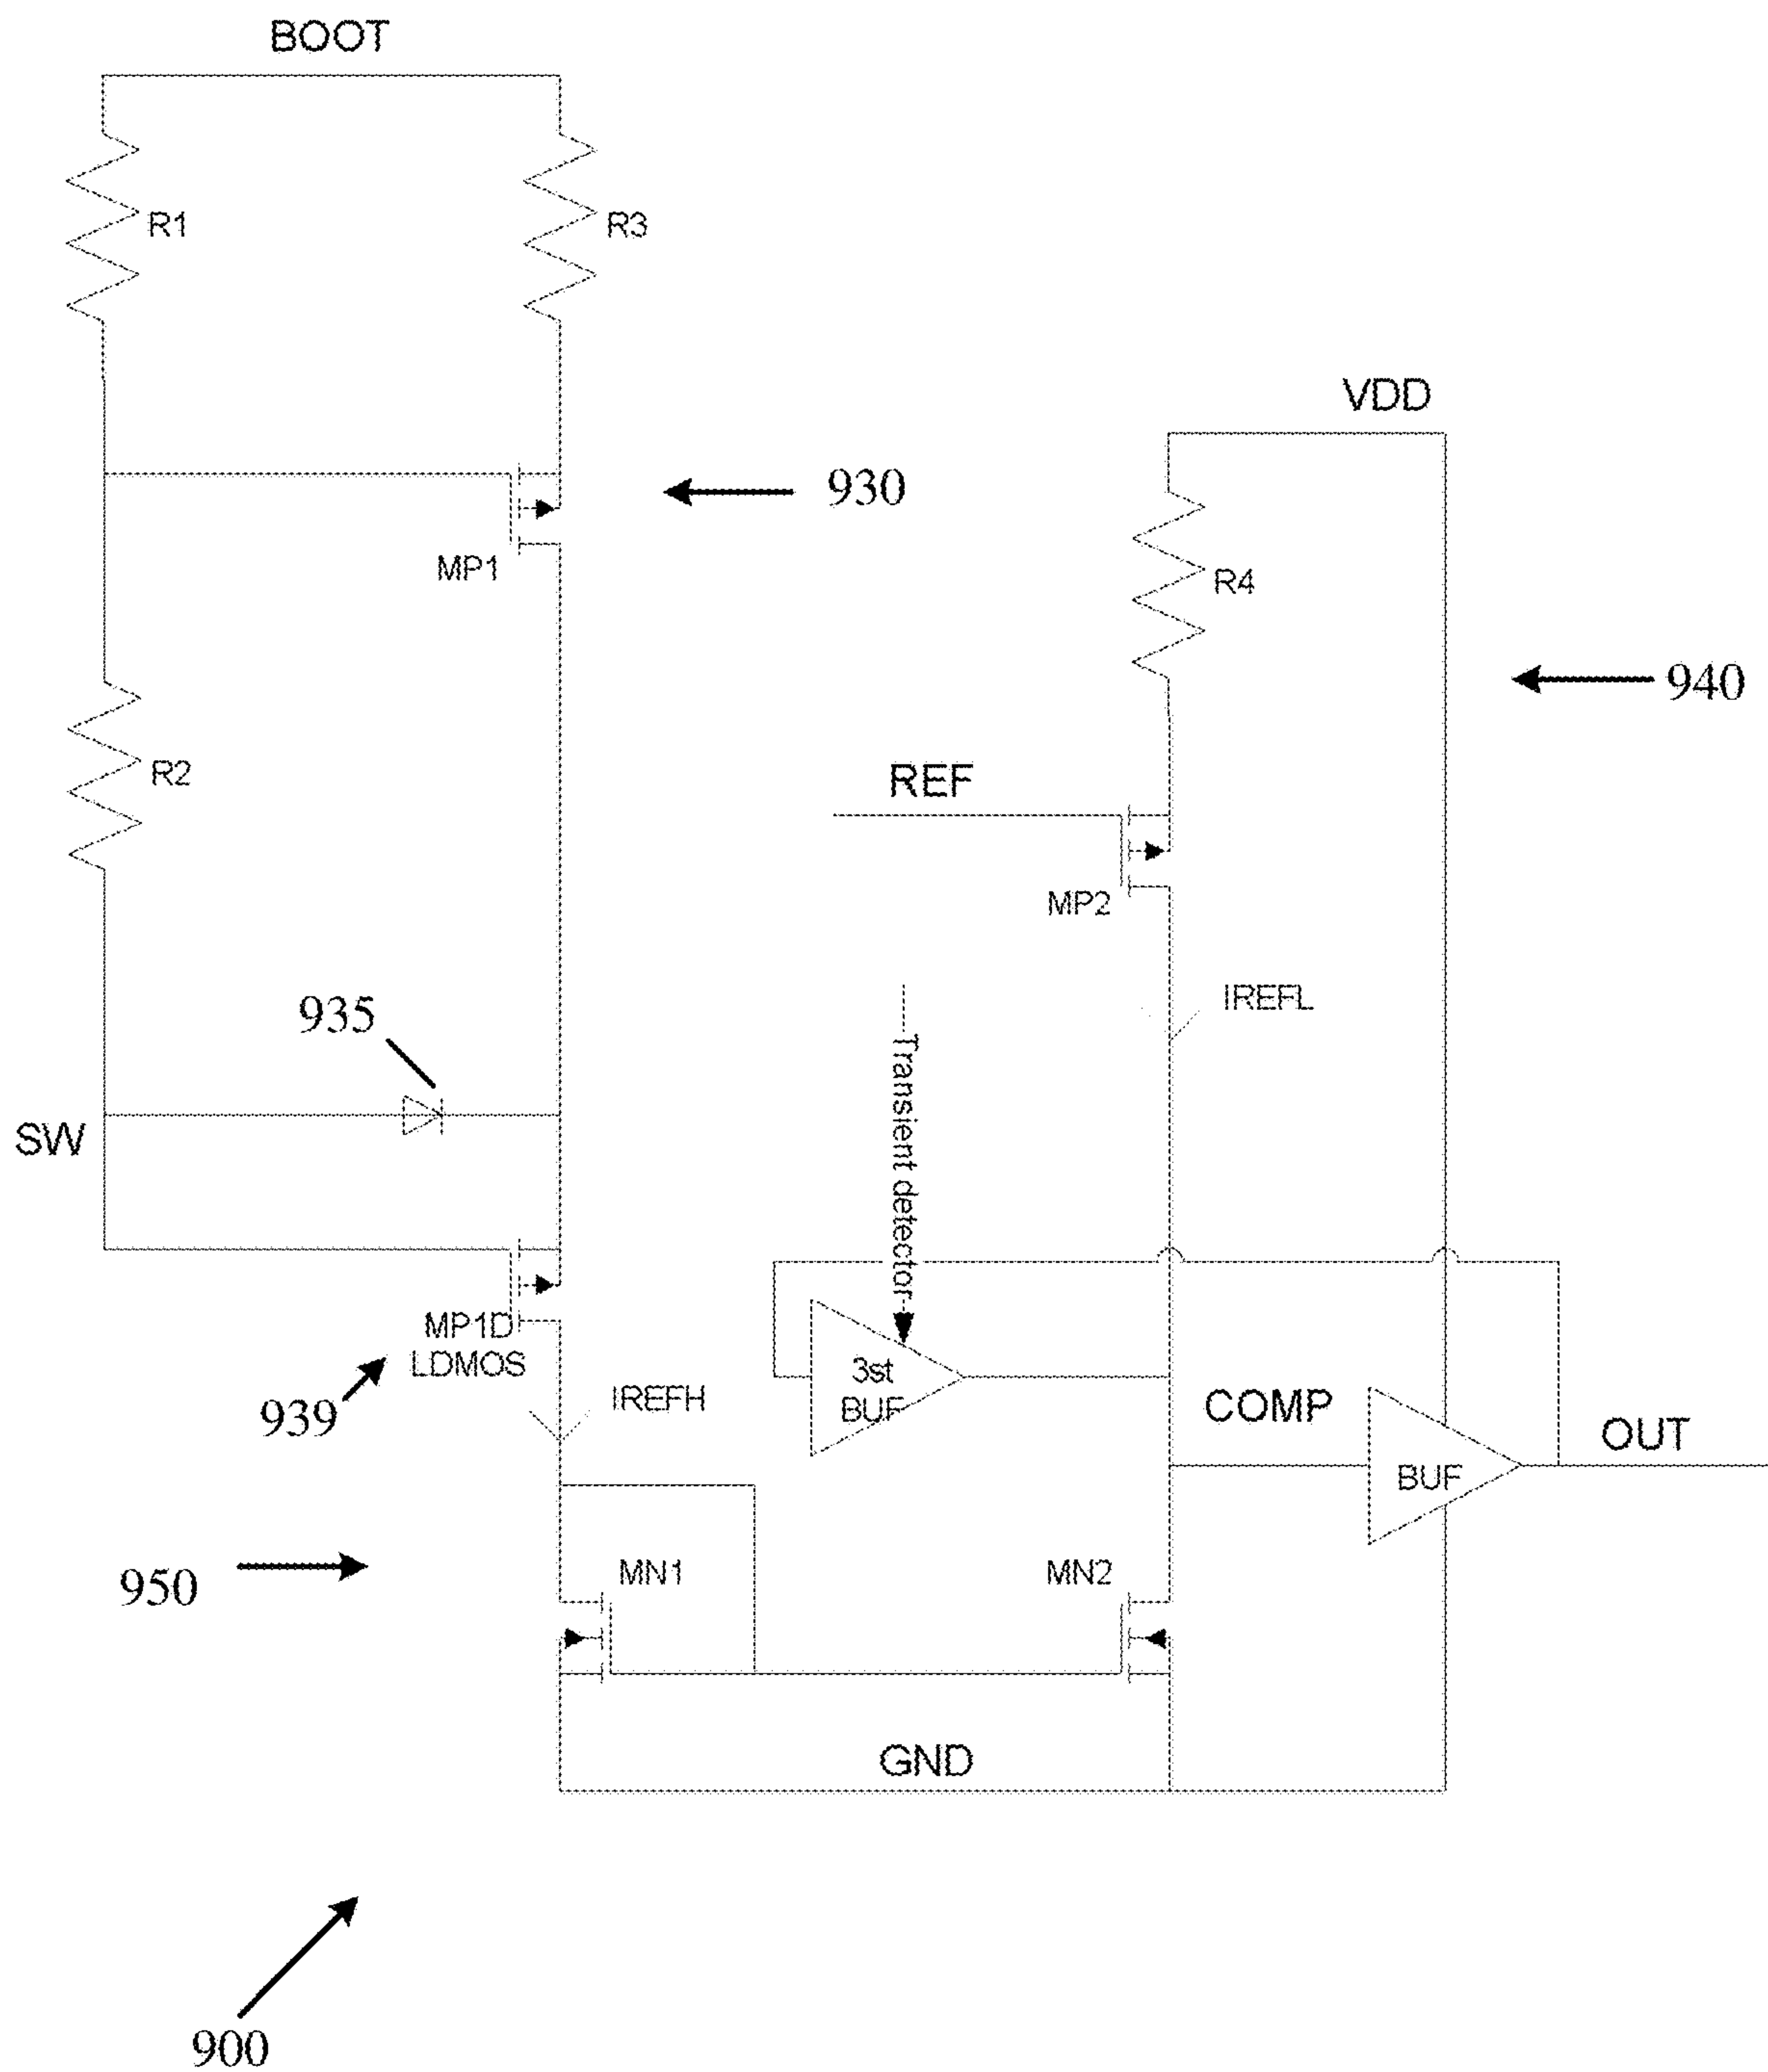 BOOT
R1
R3
VDD
930
MP1
R4
940
R2
REF
MP2
935
IREFL
Transient detector
SW
MP1D
LDMOS
939
3st
BUF
IREFH
COMP
BUF
OUT
950
MN1
MN2
GND
900